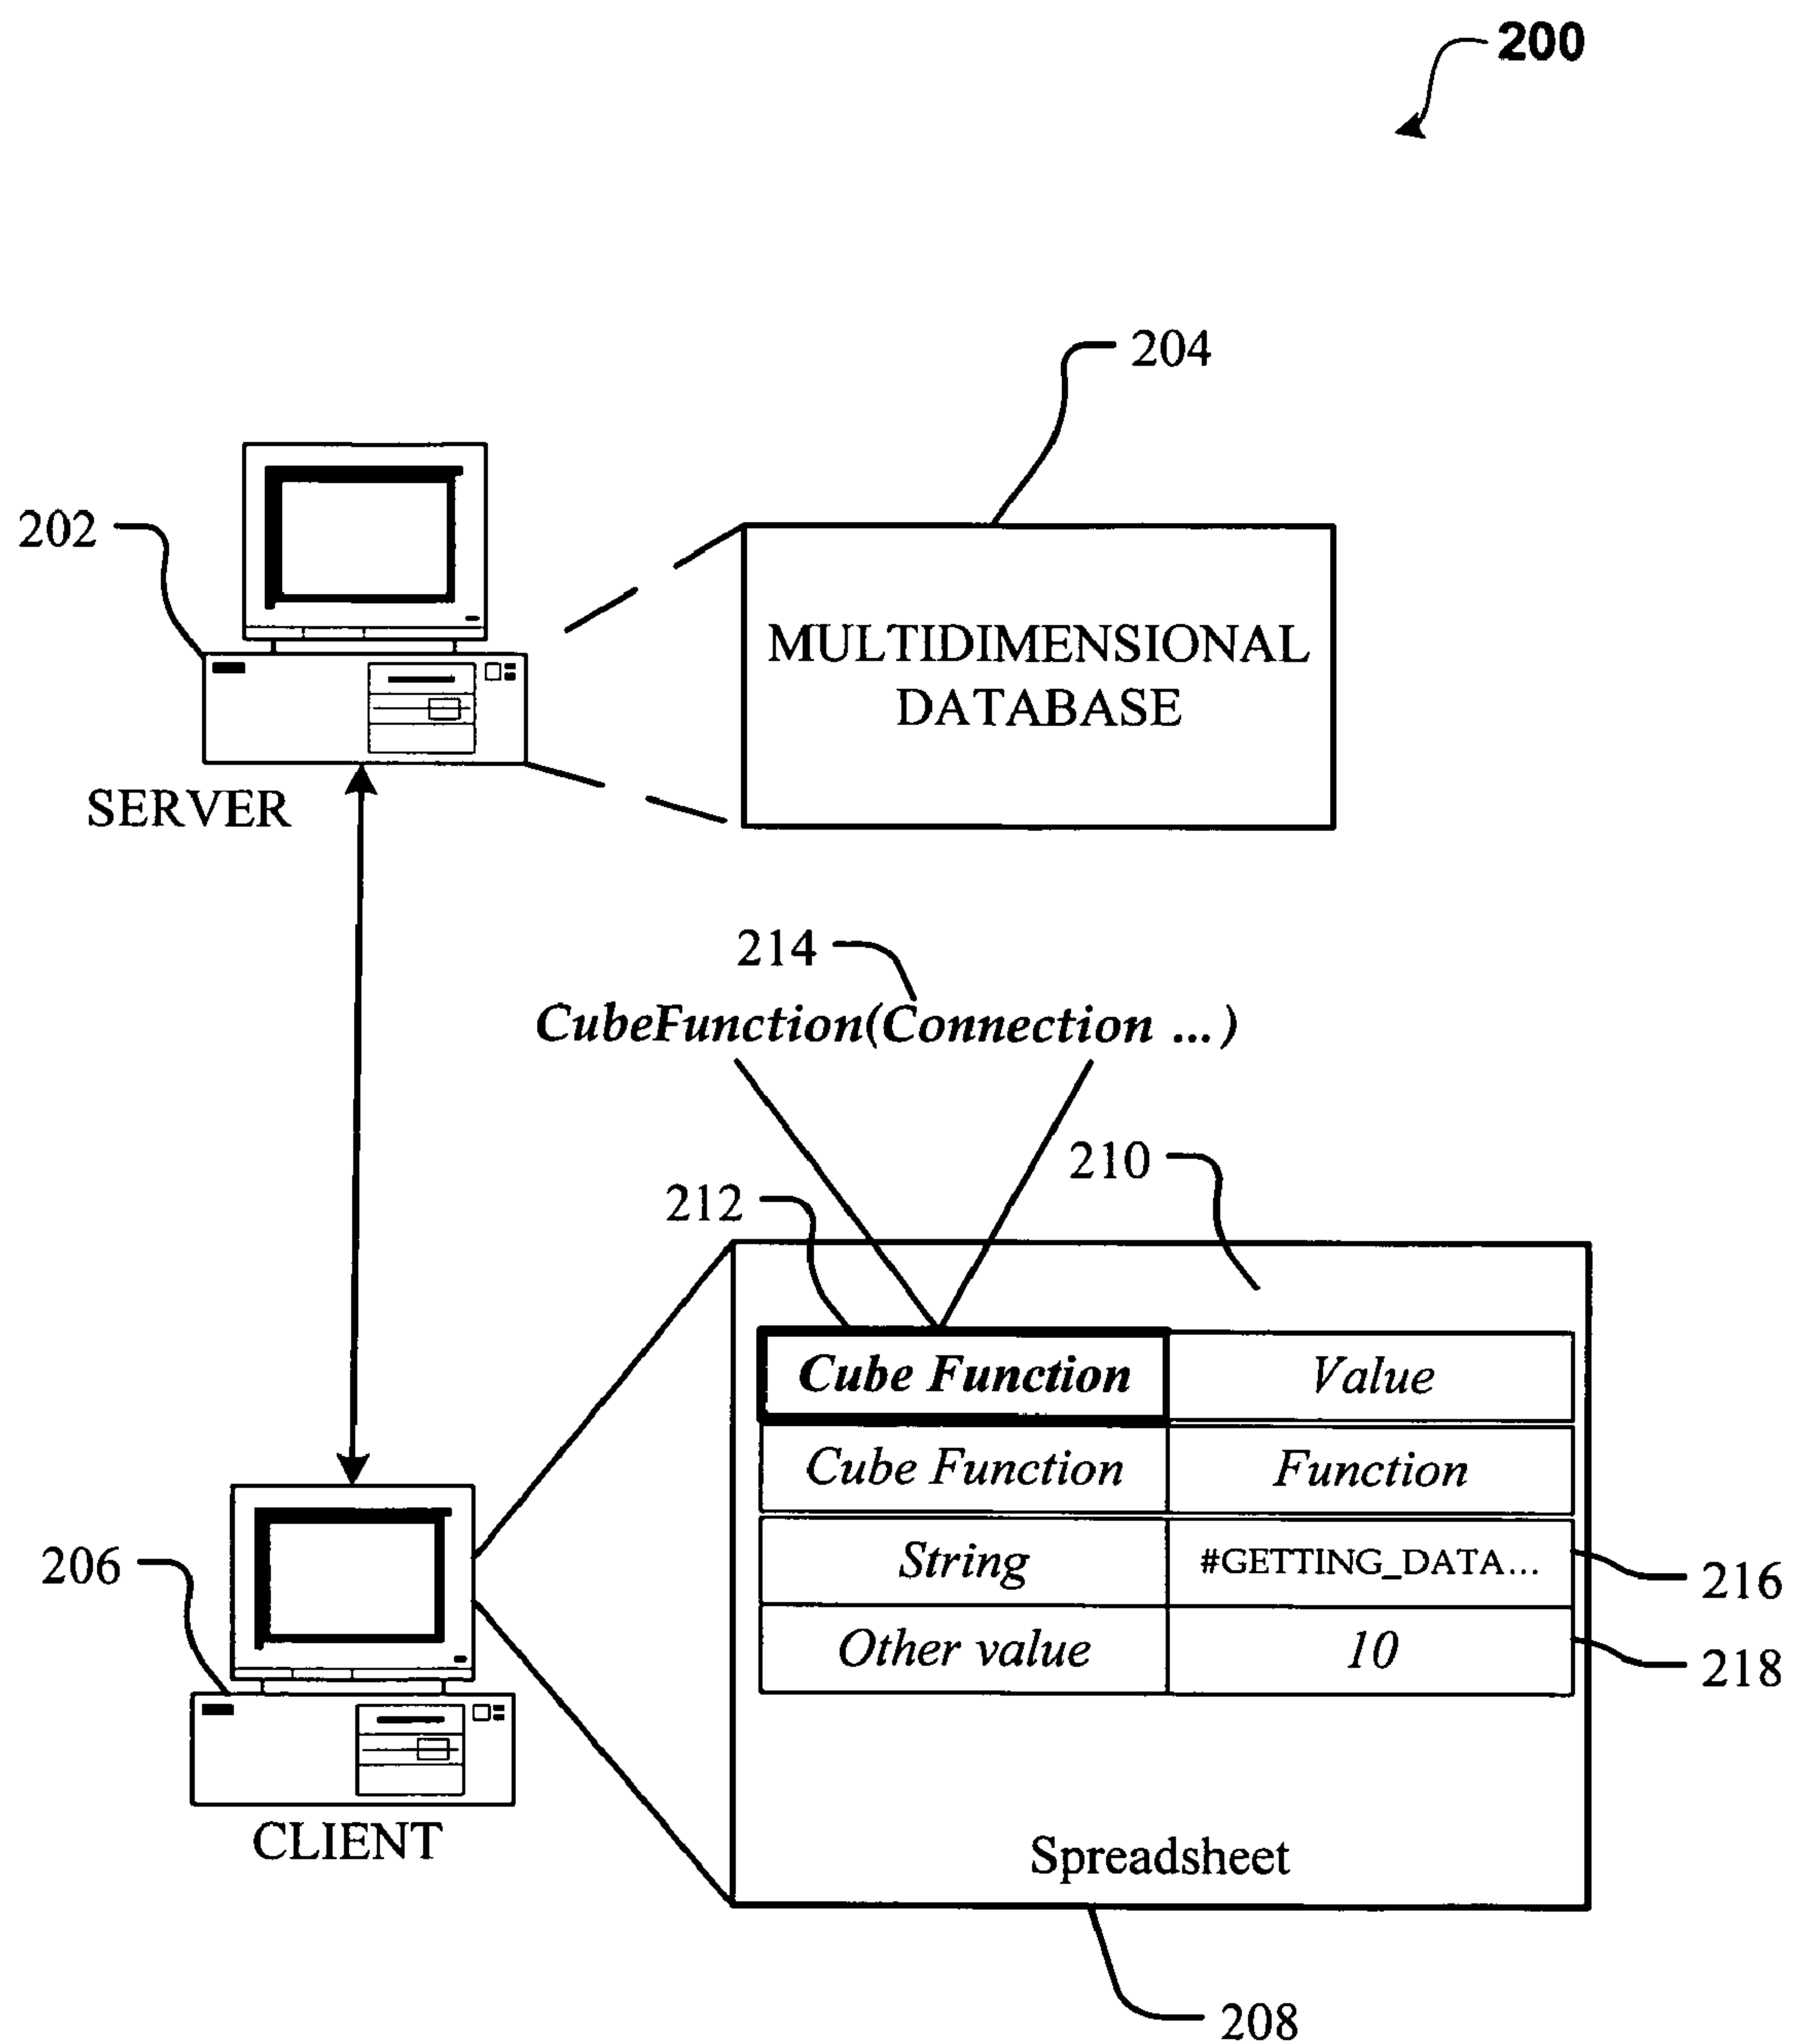 200
204
202
MULTIDIMENSIONAL
DATABASE
SERVER
214
CubeFunction(Connection ...)
210
212
Cube Function Value
Cube Function Function
String #GETTING_DATA...
206
216
Other value 10
218
CLIENT
Spreadsheet
208